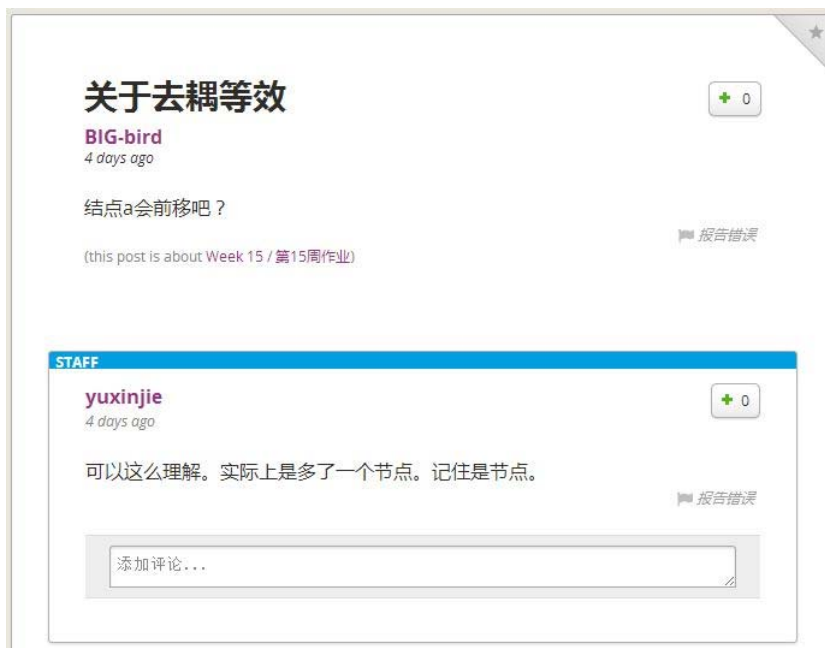 关于去耦等效
+ 0
BIG-bird
4 days ago
结点a会前移吧？
报告错误
(this post is about Week 15 / 第15周作业)
STAFF
yuxinjie
+ 0
4 days ago
可以这么理解。实际上是多了一个节点。记住是节点。
报告错误
添加评论...